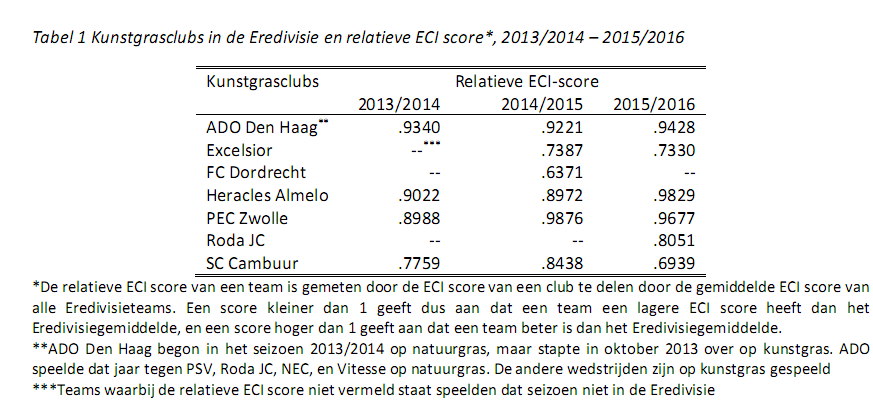 Tabel 1 Kunstgrasclubs in de Eredivisie en relatieve ECI score*, 2013/2014 – 2015/2016
Kunstgrasclubs Relatieve ECI-score
2013/2014 2014/2015 2015/2016
ADO Den Haag** .9340 .9221 .9428
Excelsior --*** .7387 .7330
FC Dordrecht -- .6371 --
Heracles Almelo .9022 .8972 .9829
PEC Zwolle .8988 .9876 .9677
Roda JC -- -- .8051
SC Cambuur .7759 .8438 .6939
*De relatieve ECI score van een team is gemeten door de ECI score van een club te delen door de gemiddelde ECI score van
alle Eredivisieteams. Een score kleiner dan 1 geeft dus aan dat een team een lagere ECI score heeft dan het
Eredivisiegemiddelde, en een score hoger dan 1 geeft aan dat een team beter is dan het Eredivisiegemiddelde.
**ADO Den Haag begon in het seizoen 2013/2014 op natuurgras, maar stapte in oktober 2013 over op kunstgras. ADO
speelde dat jaar tegen PSV, Roda JC, NEC, en Vitesse op natuurgras. De andere wedstrijden zijn op kunstgras gespeeld
***Teams waarbij de relatieve ECI score niet vermeld staat speelden dat seizoen niet in de Eredivisie